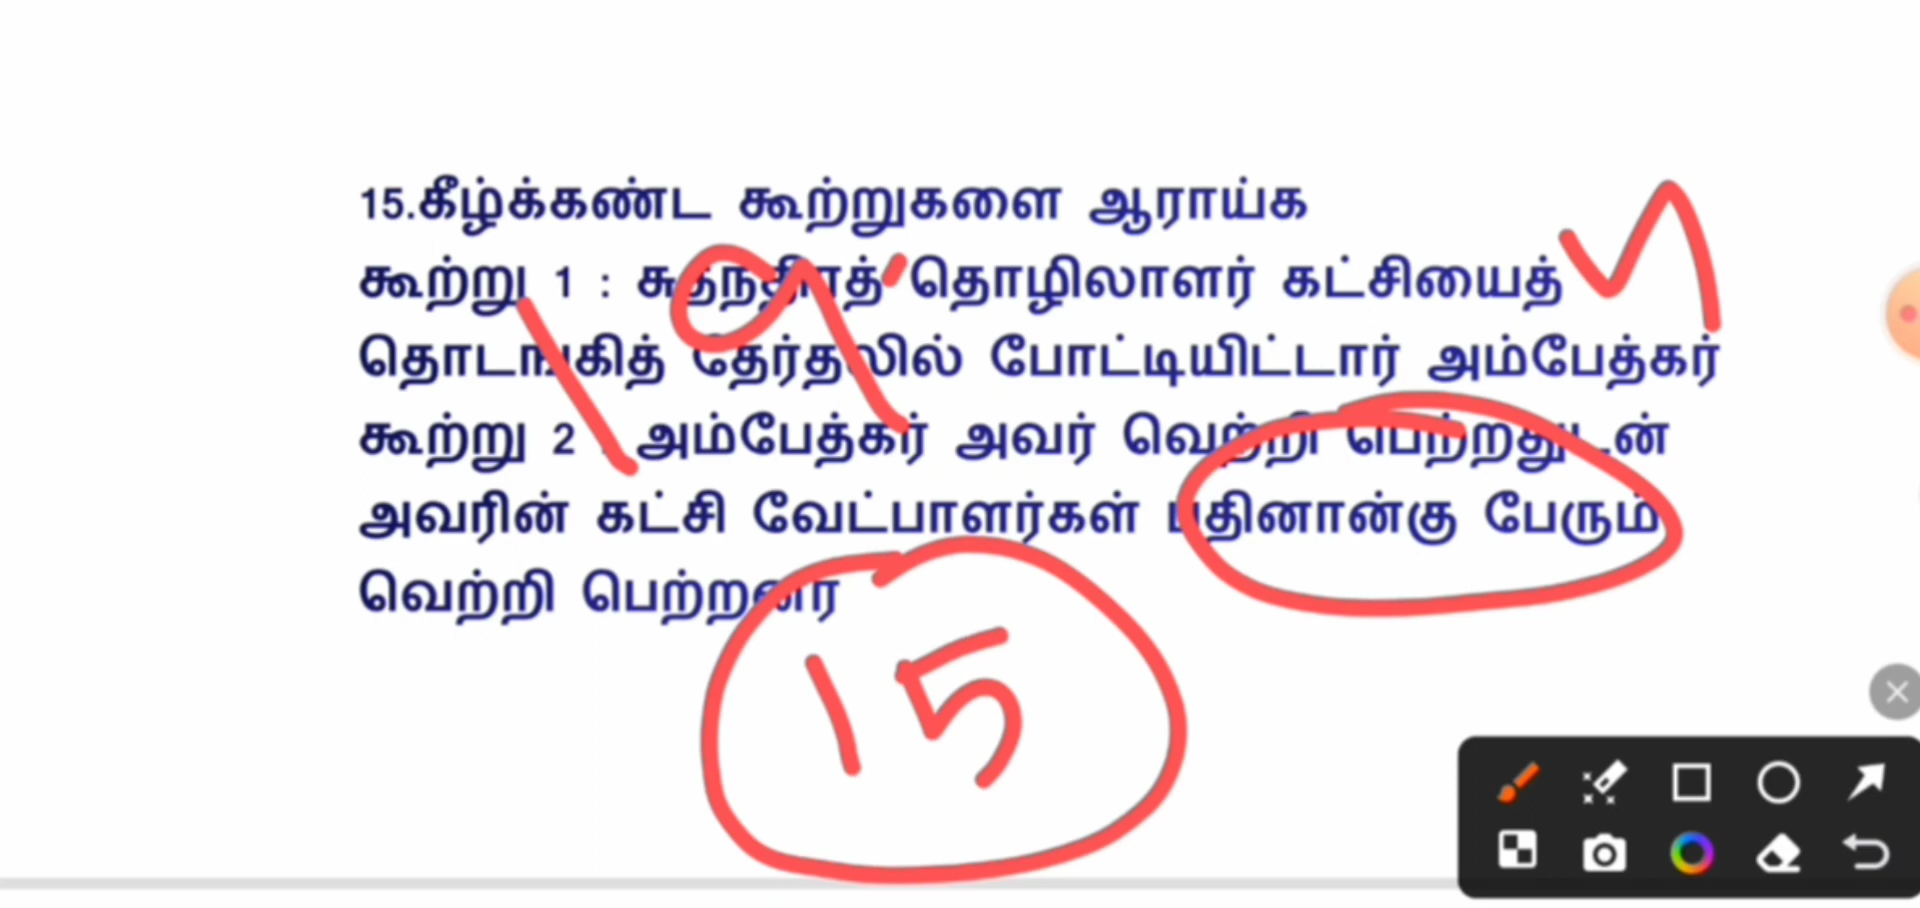 15.கீழ்க்கண்ட கூற்றுகளை ஆராய்க
கூற்று 1 : சுதந்திரத் தொழிலாளர் கட்சியைத்
தொடங்கித் தேர்தலில் போட்டியிட்டார் அம்பேத்கர்
கூற்று 2 : அம்பேத்கர் அவர் வெற்றி பெற்றதுடன்
அவரின் கட்சி வேட்பாளர்கள் பதினான்கு பேரும்
வெற்றி பெற்றனர்
15